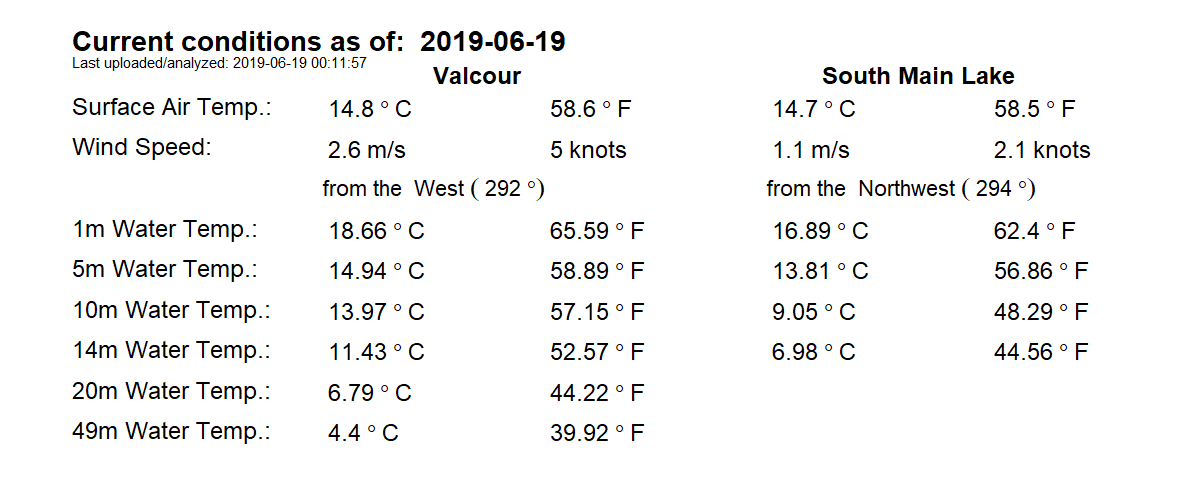 Current conditions as of:  2019-06-19
Last uploaded/analyzed: 2019-06-19 00:11:57
Valcour South Main Lake
Surface Air Temp.: 14.8 ° C 58.6 ° F 14.7 ° C 58.5 ° F
Wind Speed: 2.6 m/s 5 knots 1.1 m/s 2.1 knots
from the  West ( 292 °) from the  Northwest ( 294 °)
1m Water Temp.: 18.66 ° C 65.59 ° F 16.89 ° C 62.4 ° F
5m Water Temp.: 14.94 ° C 58.89 ° F 13.81 ° C 56.86 ° F
10m Water Temp.: 13.97 ° C 57.15 ° F 9.05 ° C 48.29 ° F
14m Water Temp.: 11.43 ° C 52.57 ° F 6.98 ° C 44.56 ° F
20m Water Temp.: 6.79 ° C 44.22 ° F
49m Water Temp.: 4.4 ° C 39.92 ° F